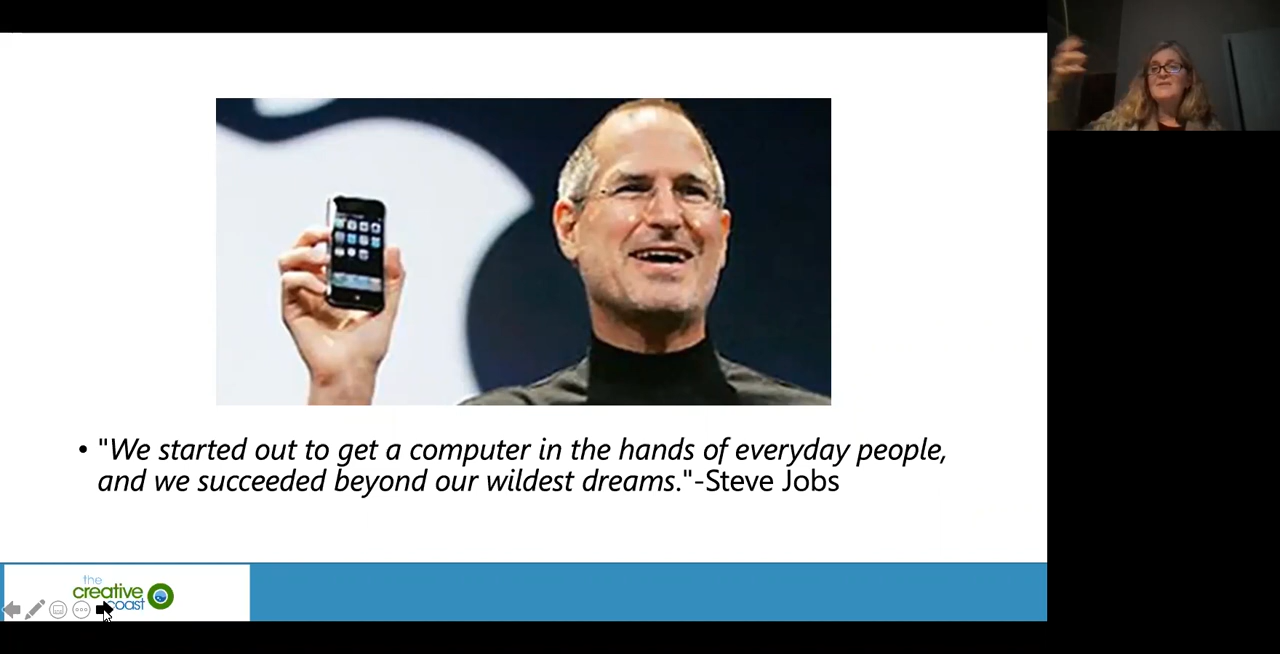 • "We started out to get a computer in the hands of everyday people,
and we succeeded beyond our wildest dreams."-Steve Jobs
the
creative
coast